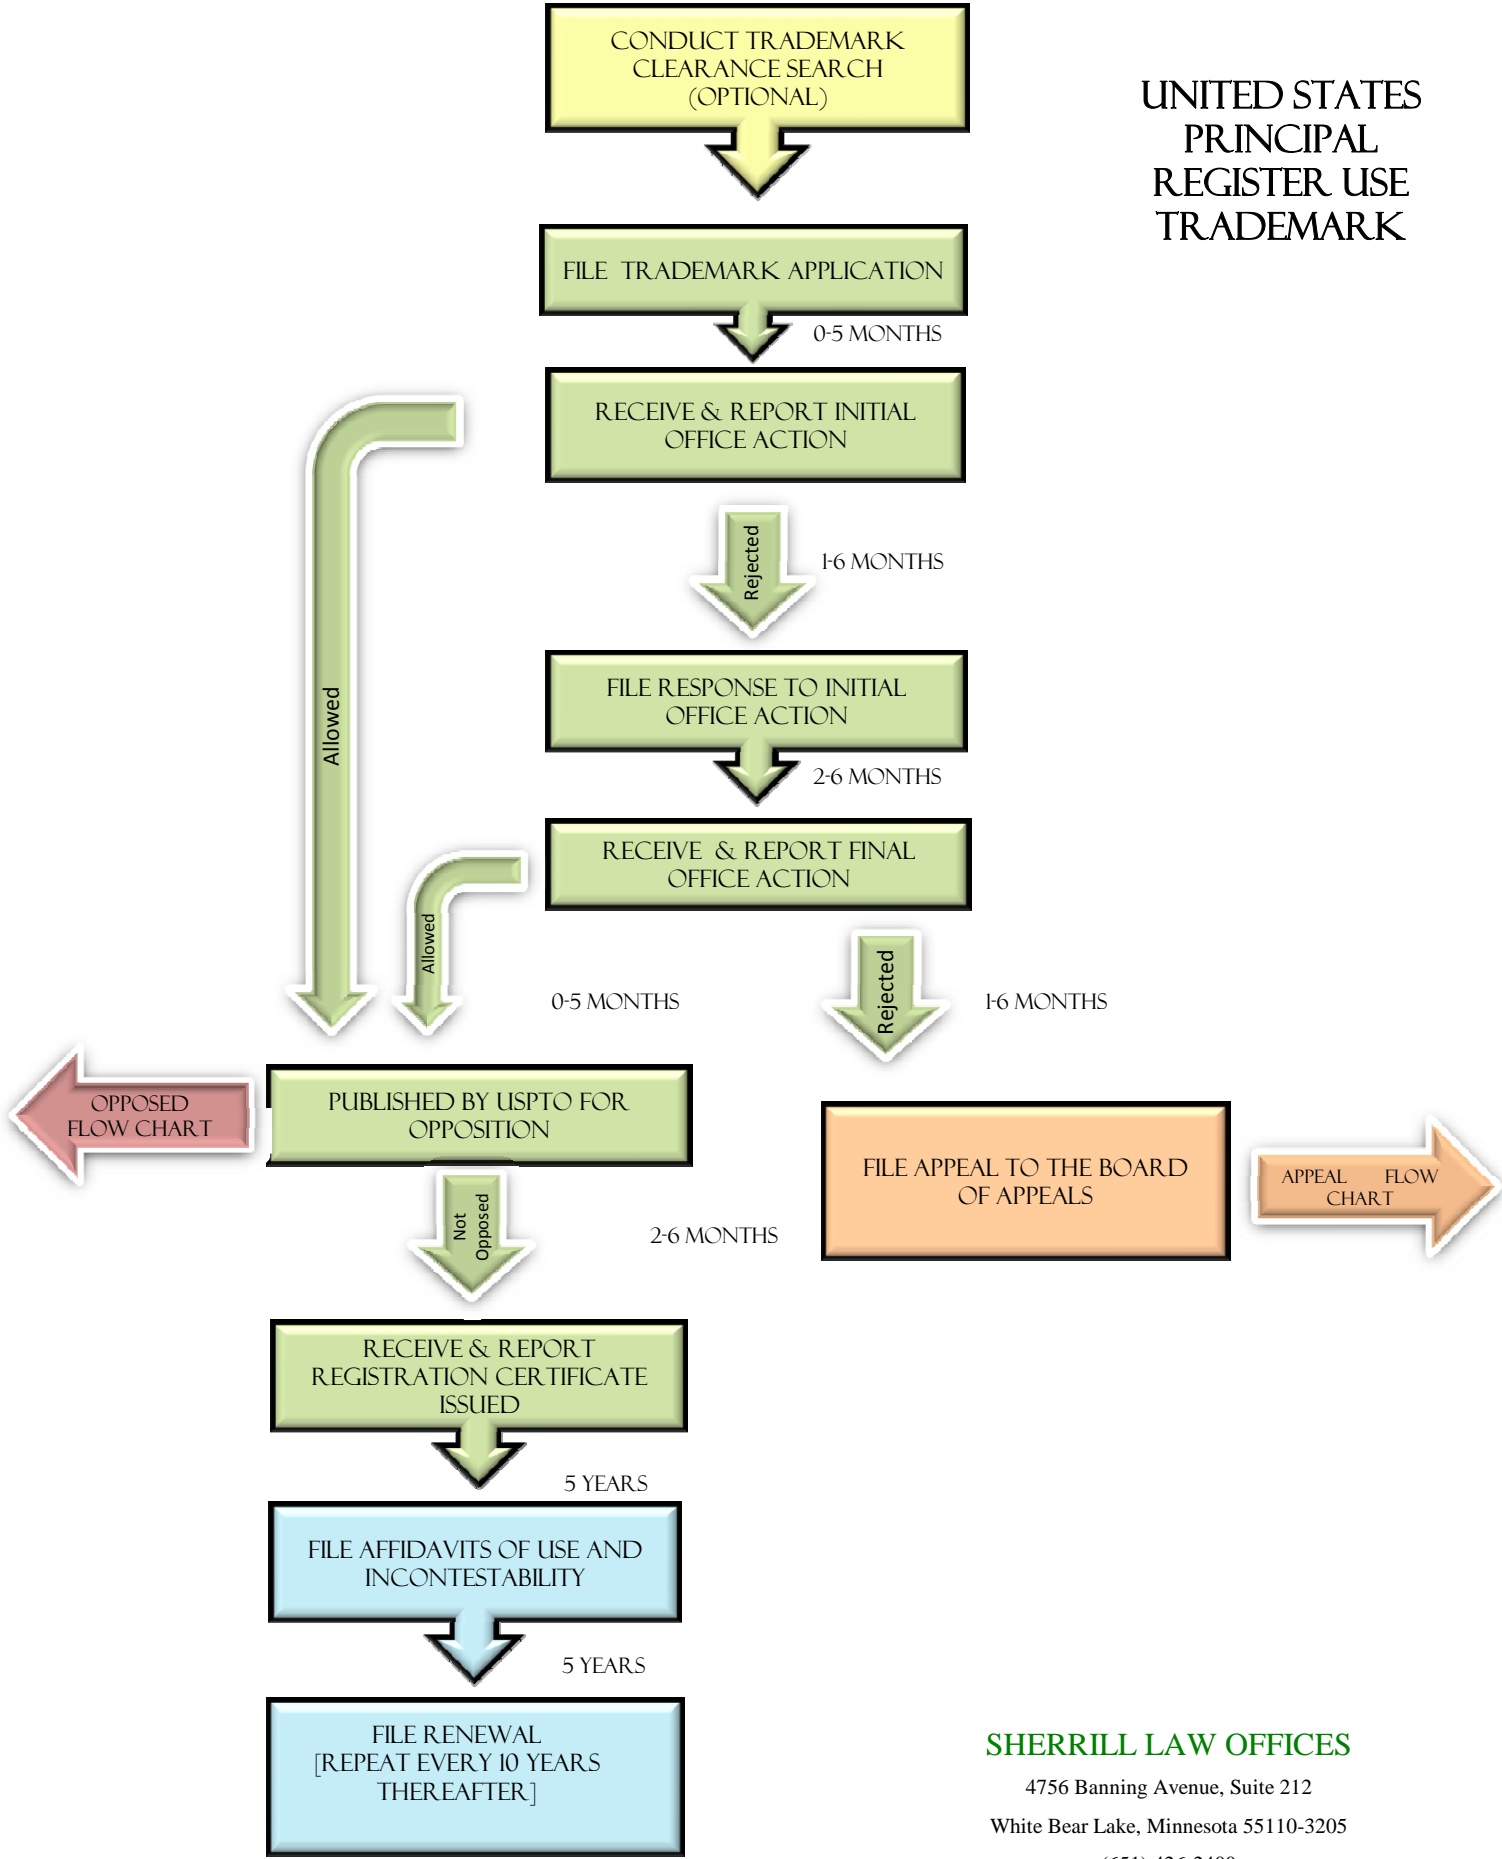 CONDUCT TRADEMARK
CLEARANCE SEARCH
(OPTIONAL)
UNITED STATES
PRINCIPAL
REGISTER USE
TRADEMARK
FILE TRADEMARK APPLICATION
0-5 MONTHS
RECEIVE & REPORT INITIAL
OFFICE ACTION
Rejected
1-6 MONTHS
Allowed
FILE RESPONSE TO INITIAL
OFFICE ACTION
2-6 MONTHS
RECEIVE & REPORT FINAL
OFFICE ACTION
Allowed
0-5 MONTHS
Rejected
1-6 MONTHS
OPPOSED
FLOW CHART
PUBLISHED BY USPTO FOR
OPPOSITION
FILE APPEAL TO THE BOARD
OF APPEALS
APPEAL FLOW
CHART
Not
Opposed
2-6 MONTHS
RECEIVE & REPORT
REGISTRATION CERTIFICATE
ISSUED
5 YEARS
FILE AFFIDAVITS OF USE AND
INCONTESTABILITY
5 YEARS
FILE RENEWAL
[REPEAT EVERY 10 YEARS
THEREAFTER]
SHERRILL LAW OFFICES
4756 Banning Avenue, Suite 212
White Bear Lake, Minnesota 55110-3205